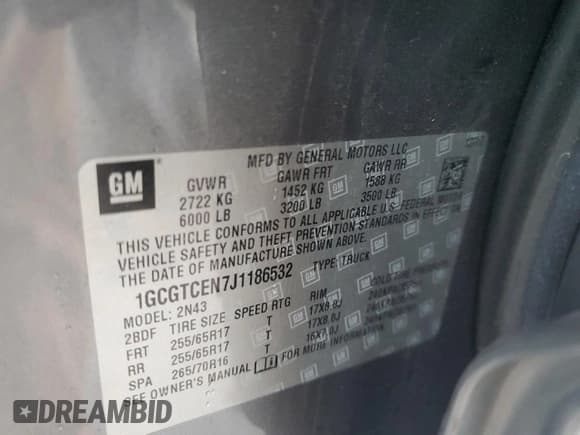 GM
MFD BY GENERAL MOTORS LLC
GVWR GAWR FRT GAWR RR
2722 KG 1452 KG 1588 KG
6000 LB 3200 LB 3500 LB
THIS VEHICLE CONFORMS TO ALL APPLICABLE U.S. FEDERAL MOTOR
VEHICLE SAFETY AND THEFT PREVENTION STANDARDS IN EFFECT ON
THE DATE OF MANUFACTURE SHOWN ABOVE.
1GCGTCEN7J1186532 TYPE: TRUCK
MODEL: 2N43
2BDF TIRE SIZE SPEED RTG RIM COLD TIRE
FRT 255/65R17 T 17X8.0J
RR 255/65R17 T 17X8.0J
SPA 265/70R16 T 16X7.0J
SEE OWNER'S MANUAL
DREAMBID